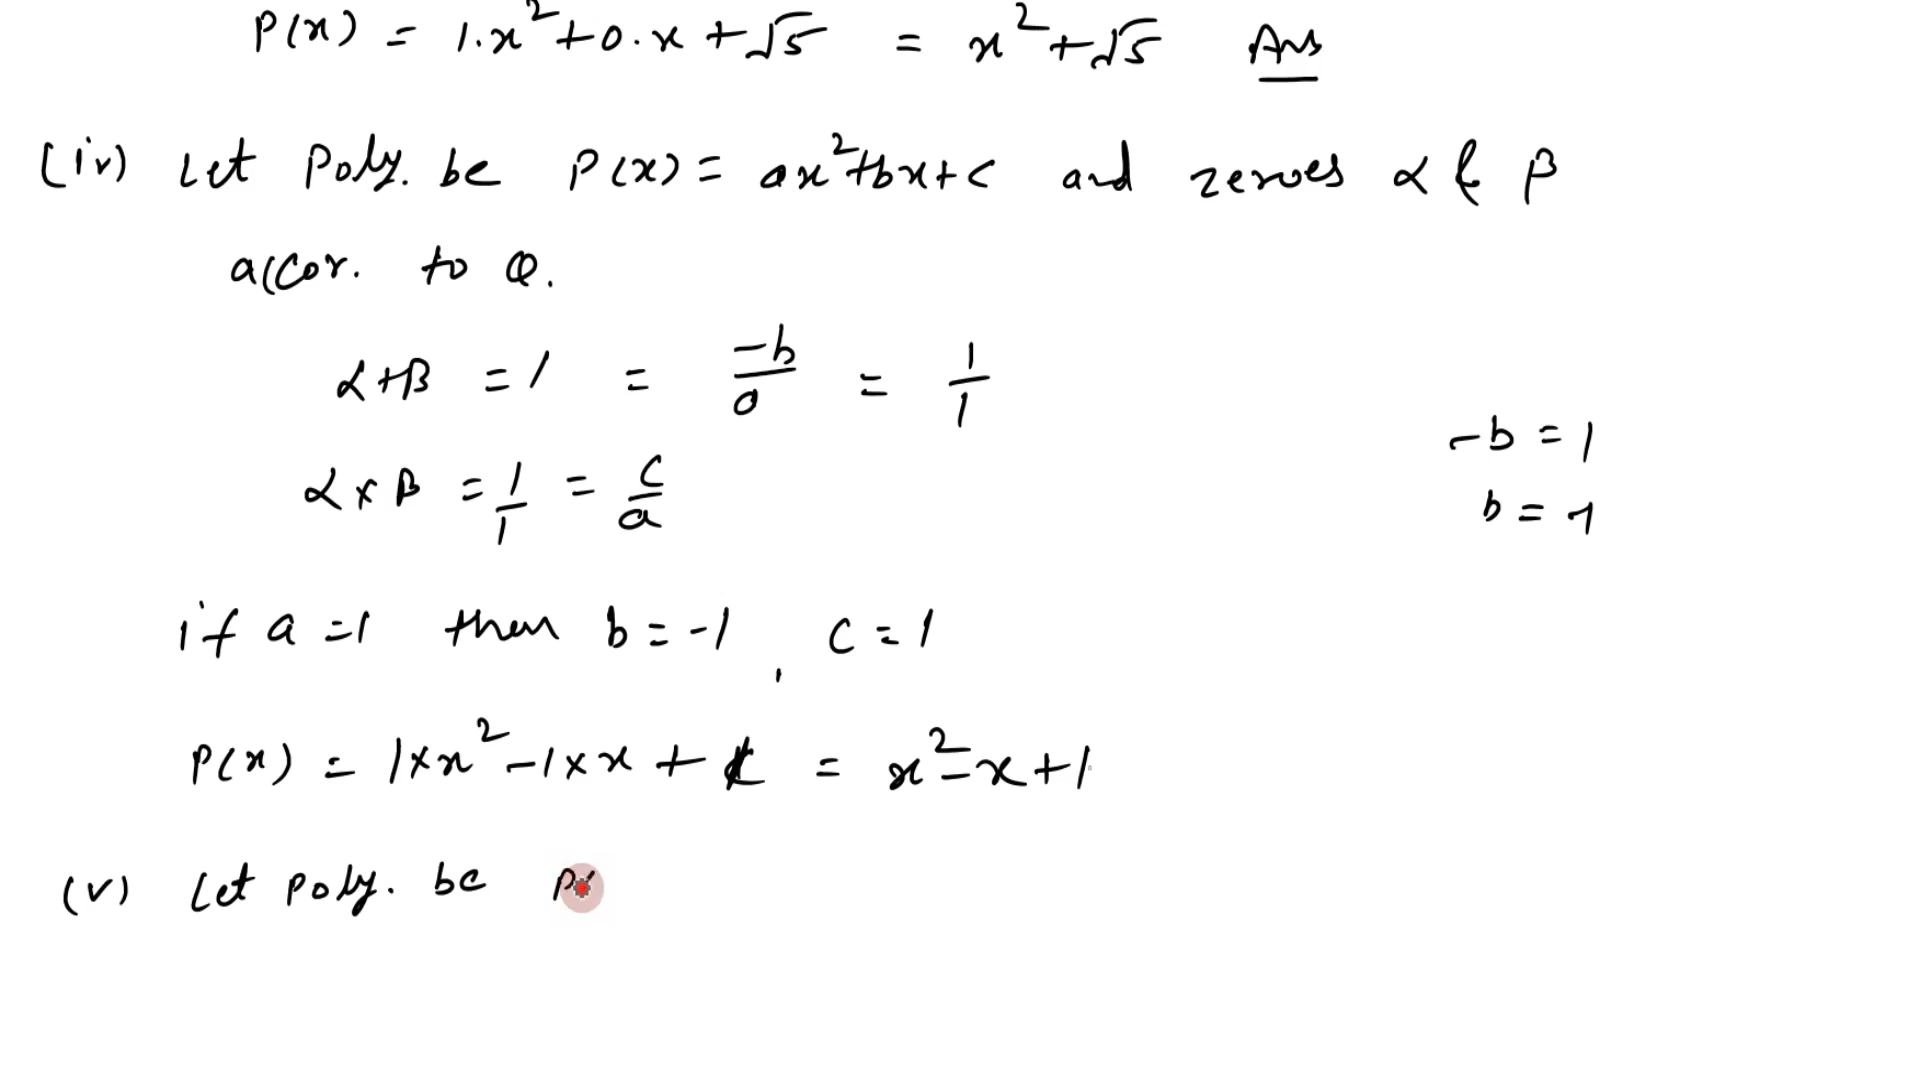 P(x) = 1.x²+0.x+√5 = x²+√5 Ans
(iv) Let Poly. be P(x) = ax²+bx+c and zeroes α & β
accor. to Q.
α+β = 1 = -b/a = 1/1
-b = 1
α×β = 1/1 = c/a
b = -1
if a=1 then b=-1, c=1
P(x) = 1×x²-1×x+1 = x²-x+1
(v) Let poly. be P(